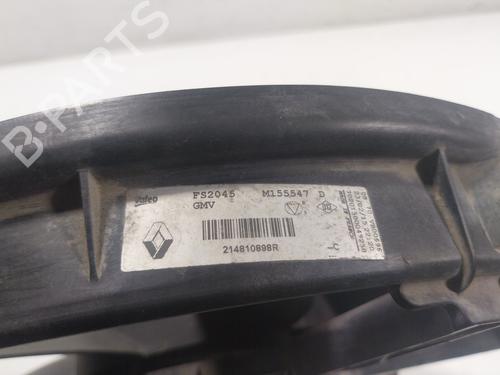 B-PARTS
Valeo FS2045 M155547 D
GMV
214810898R